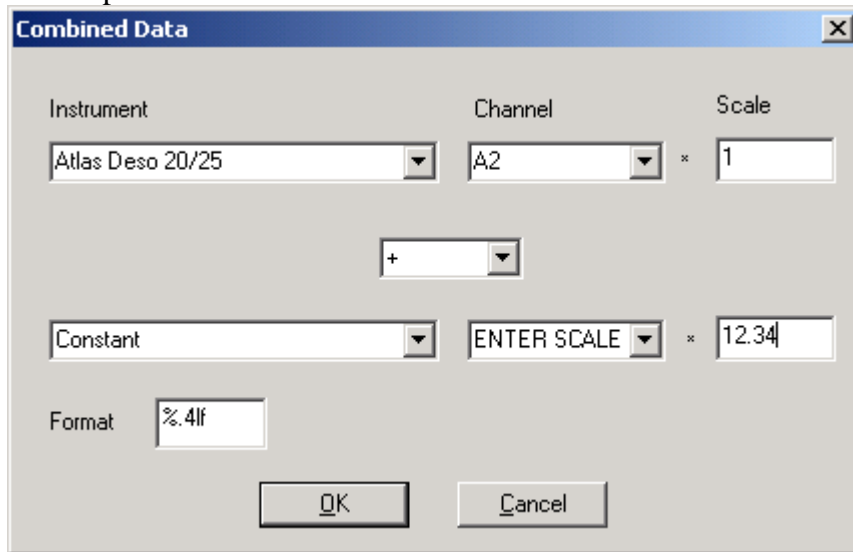 Combined Data
Instrument Channel Scale
Atlas Deso 20/25 A2 × 1
+
Constant ENTER SCALE × 12.34
Format %.4lf
OK Cancel